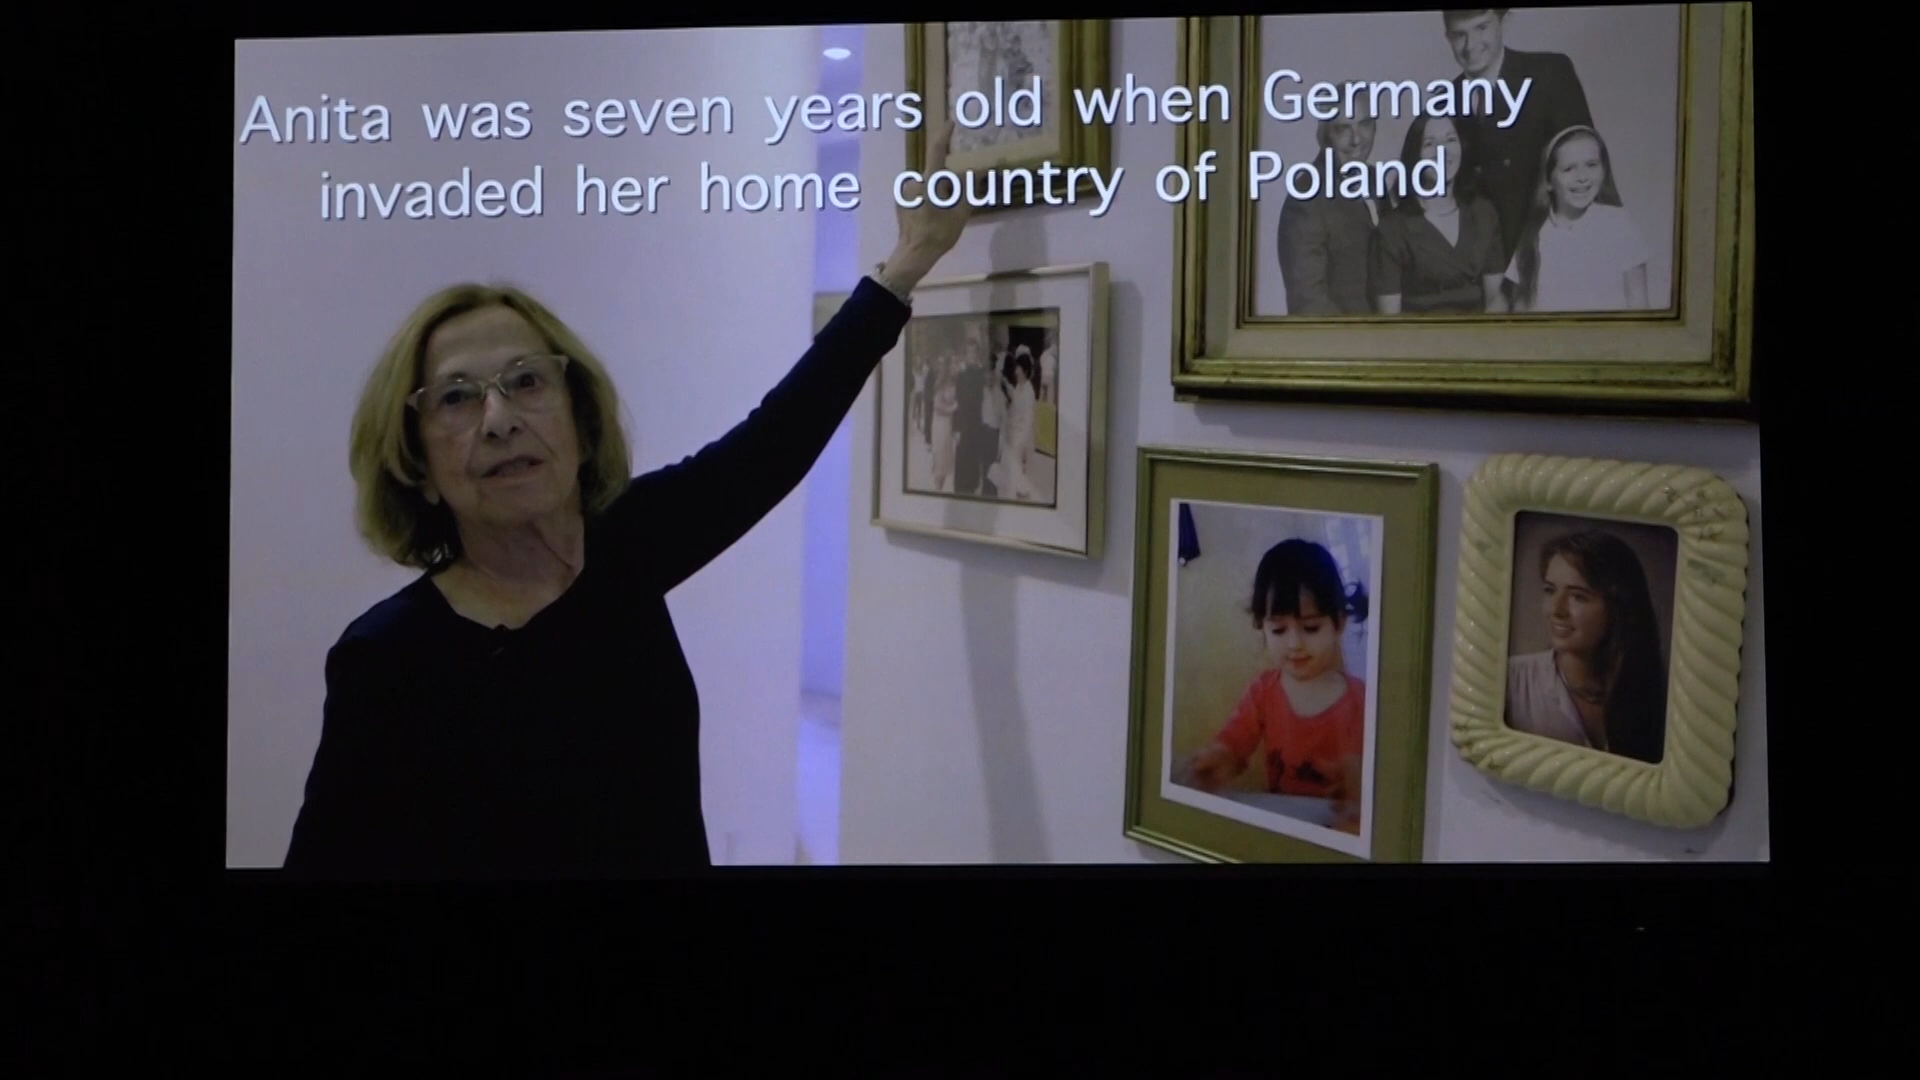 Anita was seven years old when Germany
invaded her home country of Poland